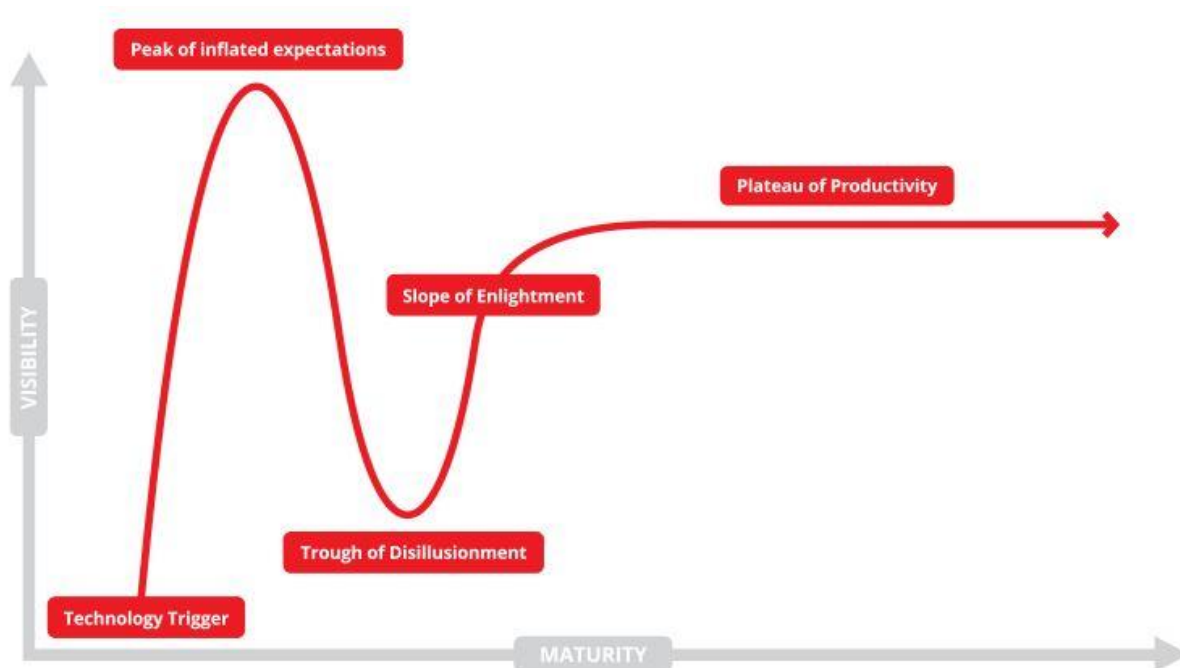 Peak of inflated expectations
Plateau of Productivity
Slope of Enlightment
VISIBILITY
Trough of Disillusionment
Technology Trigger
MATURITY